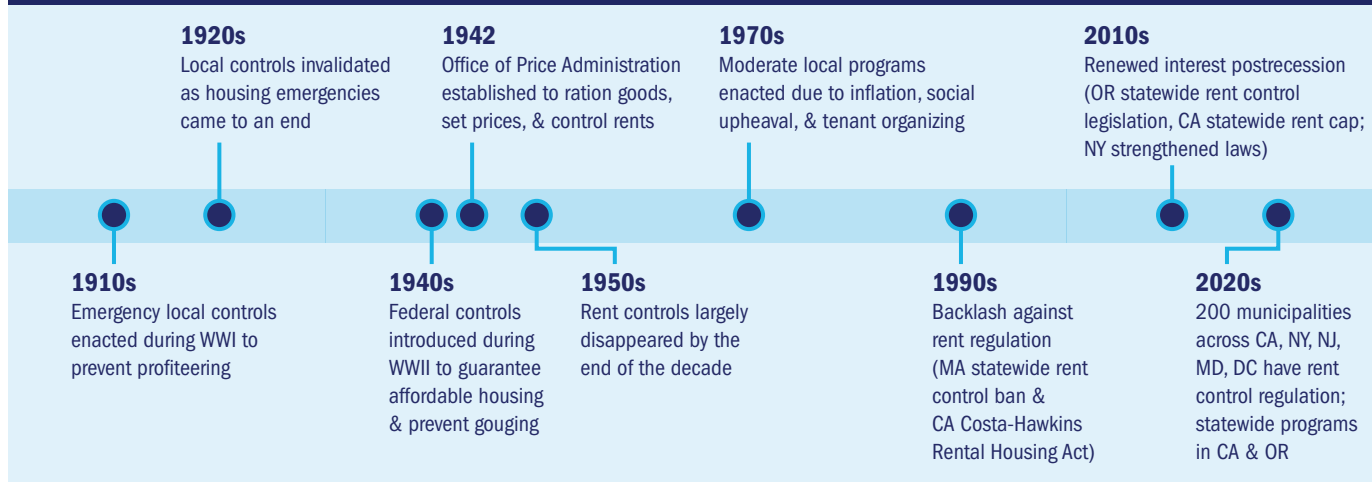 1920s
Local controls invalidated
as housing emergencies
came to an end
1942
Office of Price Administration
established to ration goods,
set prices, & control rents
1970s
Moderate local programs
enacted due to inflation, social
upheaval, & tenant organizing
2010s
Renewed interest postrecession
(OR statewide rent control
legislation, CA statewide rent cap;
NY strengthened laws)
1910s
Emergency local controls
enacted during WWI to
prevent profiteering
1940s
Federal controls
introduced during
WWII to guarantee
affordable housing
& prevent gouging
1950s
Rent controls largely
disappeared by the
end of the decade
1990s
Backlash against
rent regulation
(MA statewide rent
control ban &
CA Costa-Hawkins
Rental Housing Act)
2020s
200 municipalities
across CA, NY, NJ,
MD, DC have rent
control regulation;
statewide programs
in CA & OR